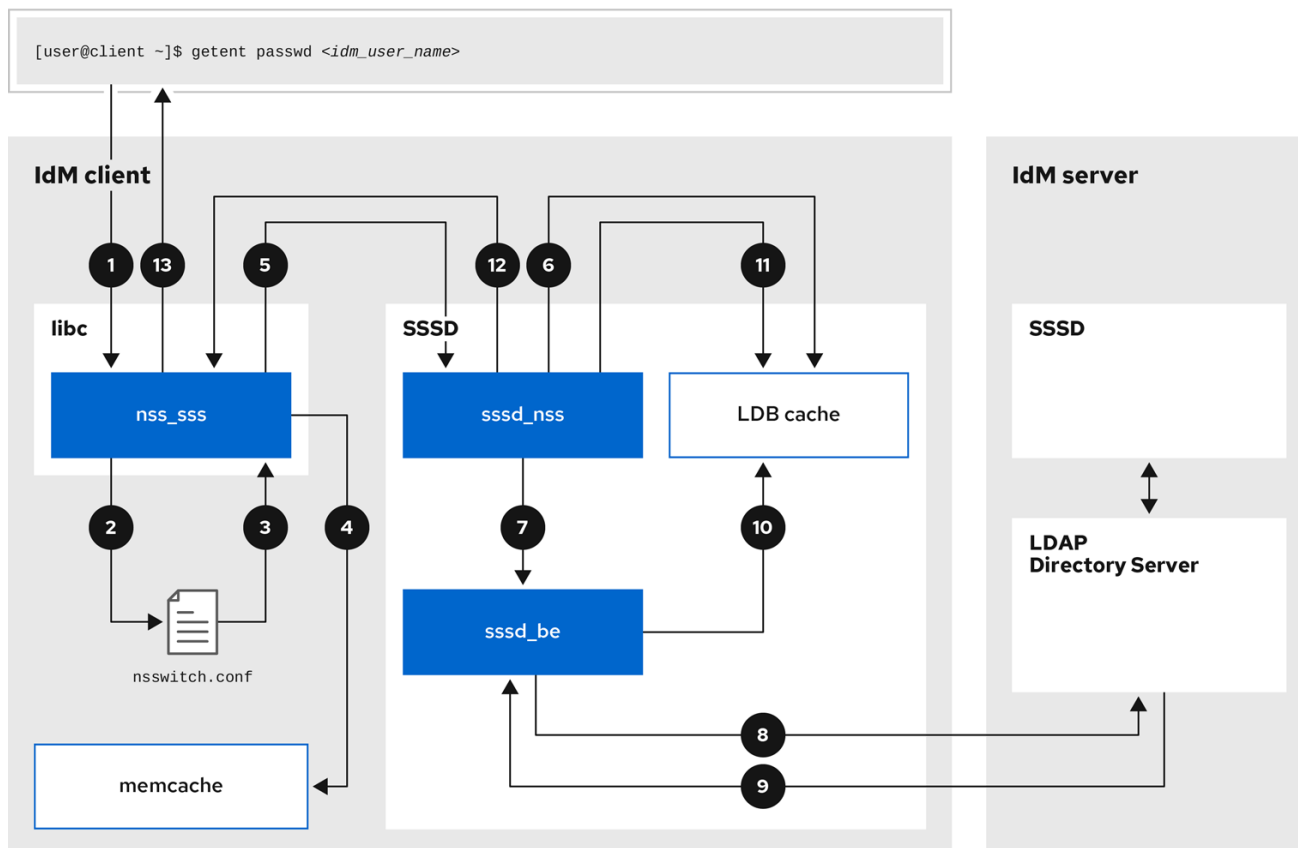 [user@client ~]$ getent passwd <idm_user_name>
IdM client
IdM server
1
13
5
12
6
11
libc
SSSD
SSSD
nss_sss
sssd_nss
LDB cache
2
3
4
7
10
LDAP
Directory Server
sssd_be
nsswitch.conf
8
memcache
9